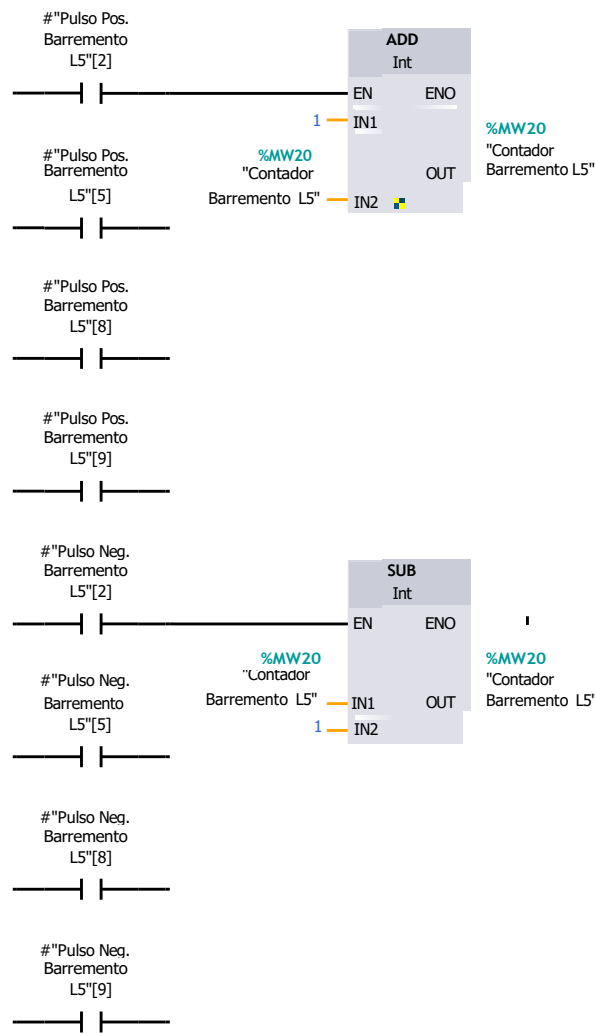 #"Pulso Pos.
Barremento
L5"[2]
ADD
Int
EN ENO
1 IN1
%MW20
"Contador
Barremento L5"
OUT
%MW20
"Contador
Barremento L5"
IN2
#"Pulso Pos.
Barremento
L5"[5]
#"Pulso Pos.
Barremento
L5"[8]
#"Pulso Pos.
Barremento
L5"[9]
#"Pulso Neg.
Barremento
L5"[2]
SUB
Int
EN ENO
%MW20
"Contador
Barremento L5"
IN1
OUT
%MW20
"Contador
Barremento L5'
1 IN2
#"Pulso Neg.
Barremento
L5"[5]
#"Pulso Neg.
Barremento
L5"[8]
#"Pulso Neg.
Barremento
L5"[9]